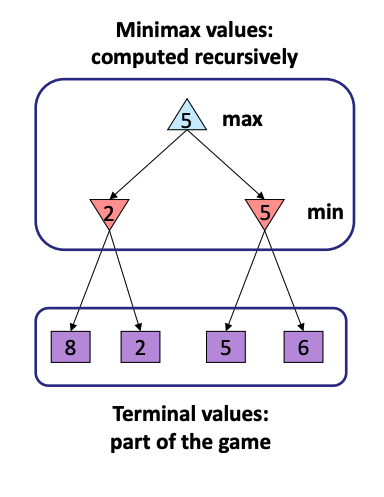 Minimax values:
computed recursively
5 max
2 5 min
8 2 5 6
Terminal values:
part of the game